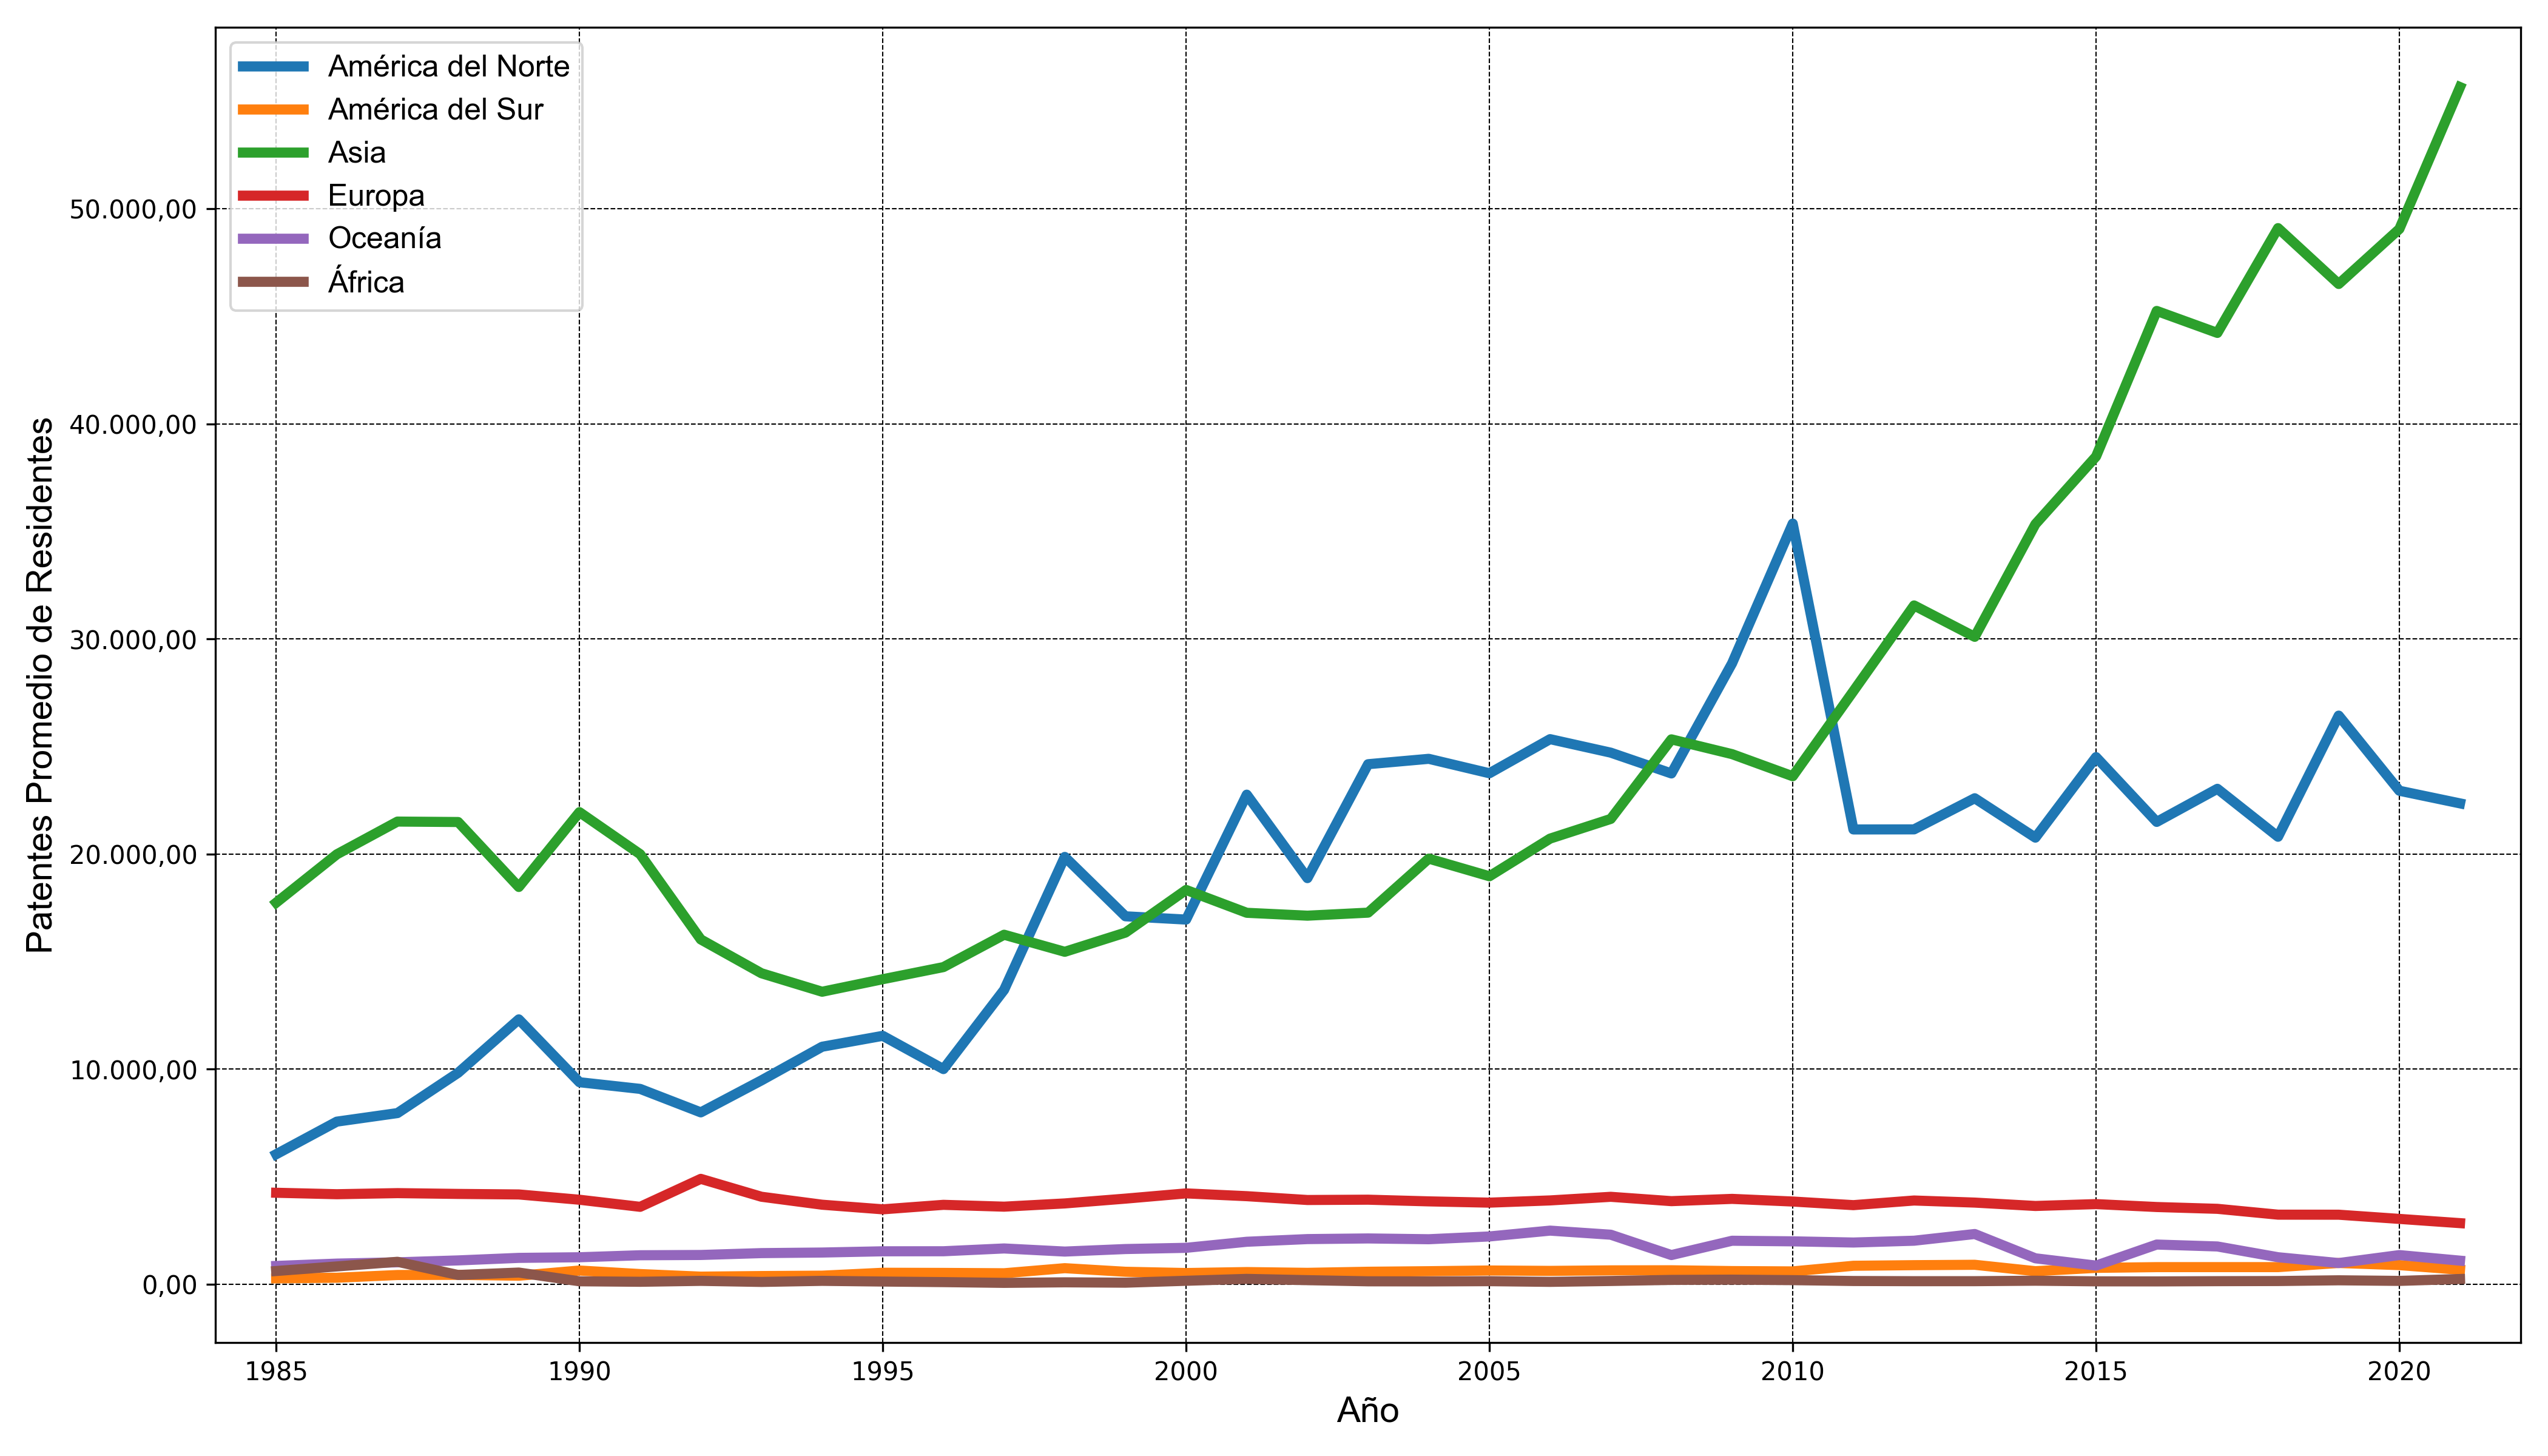 América del Norte
América del Sur
Asia
Europa
Oceanía
África
Patentes Promedio de Residentes
50.000,00
40.000,00
30.000,00
20.000,00
10.000,00
0,00
1985 1990 1995 2000 2005 2010 2015 2020
Año